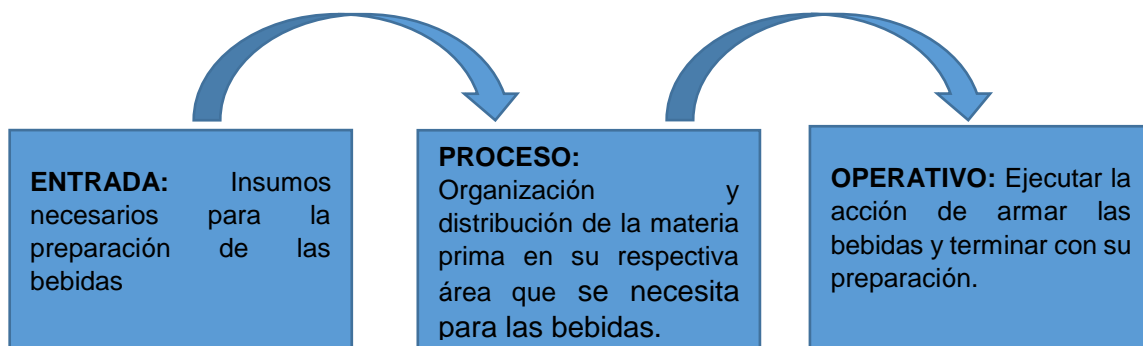 ENTRADA: Insumos
necesarios para la
preparación de las
bebidas
PROCESO:
Organización y
distribución de la materia
prima en su respectiva
área que se necesita
para las bebidas.
OPERATIVO: Ejecutar la
acción de armar las
bebidas y terminar con su
preparación.